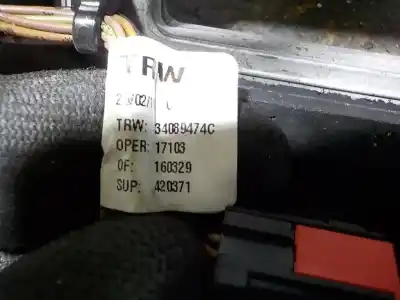 TRW
TRW: 34089474C
OPER: 17103
OF: 160329
SUP: 420371